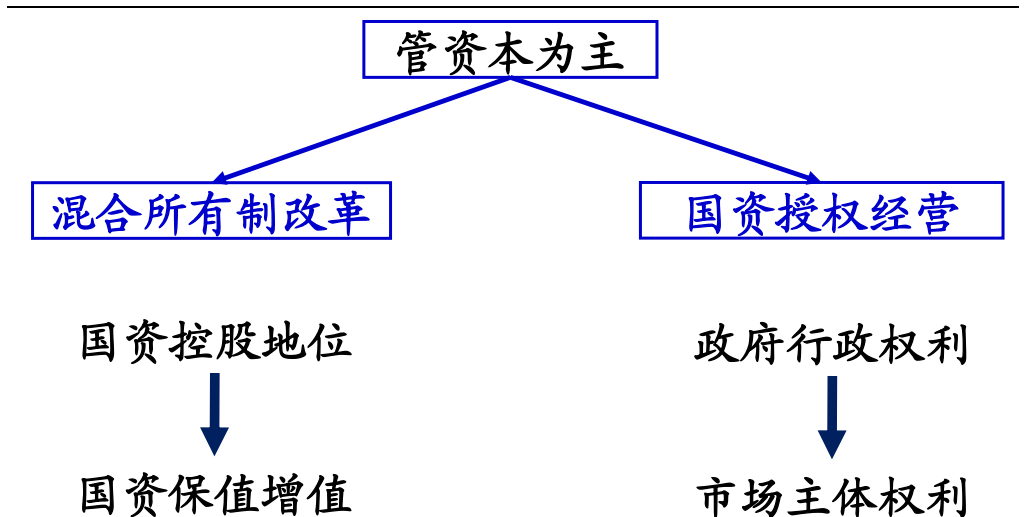 管资本为主
混合所有制改革
国资授权经营
国资控股地位
政府行政权利
国资保值增值
市场主体权利